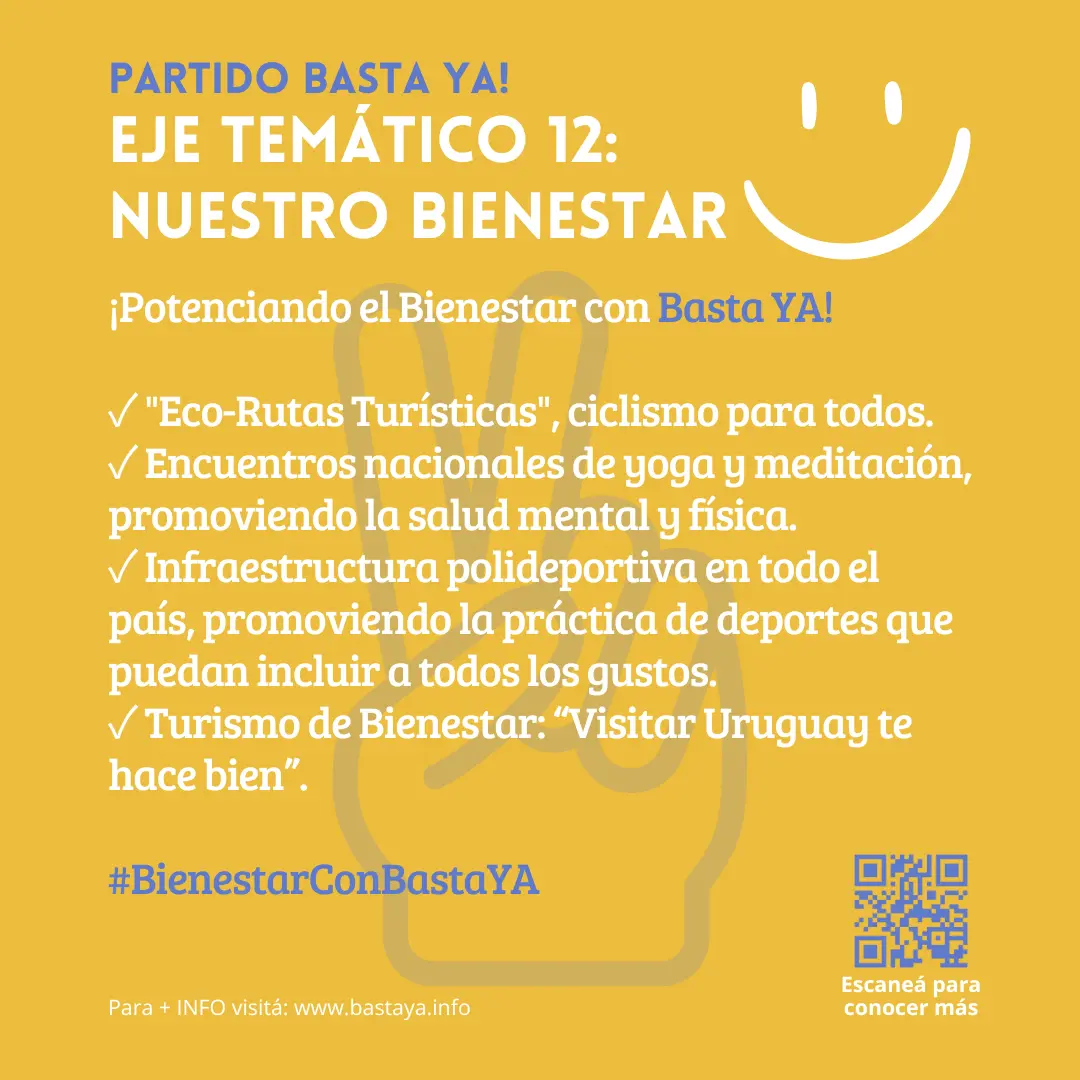 PARTIDO BASTA YA!
EJE TEMÁTICO 12:
NUESTRO BIENESTAR
¡Potenciando el Bienestar con Basta YA!
✓ "Eco-Rutas Turísticas", ciclismo para todos.
✓ Encuentros nacionales de yoga y meditación,
promoviendo la salud mental y física.
✓ Infraestructura polideportiva en todo el
país, promoviendo la práctica de deportes que
puedan incluir a todos los gustos.
✓ Turismo de Bienestar: “Visitar Uruguay te
hace bien”.
#BienestarConBastaYA
Para + INFO visitá: www.bastaya.info
Escaneá para
conocer más